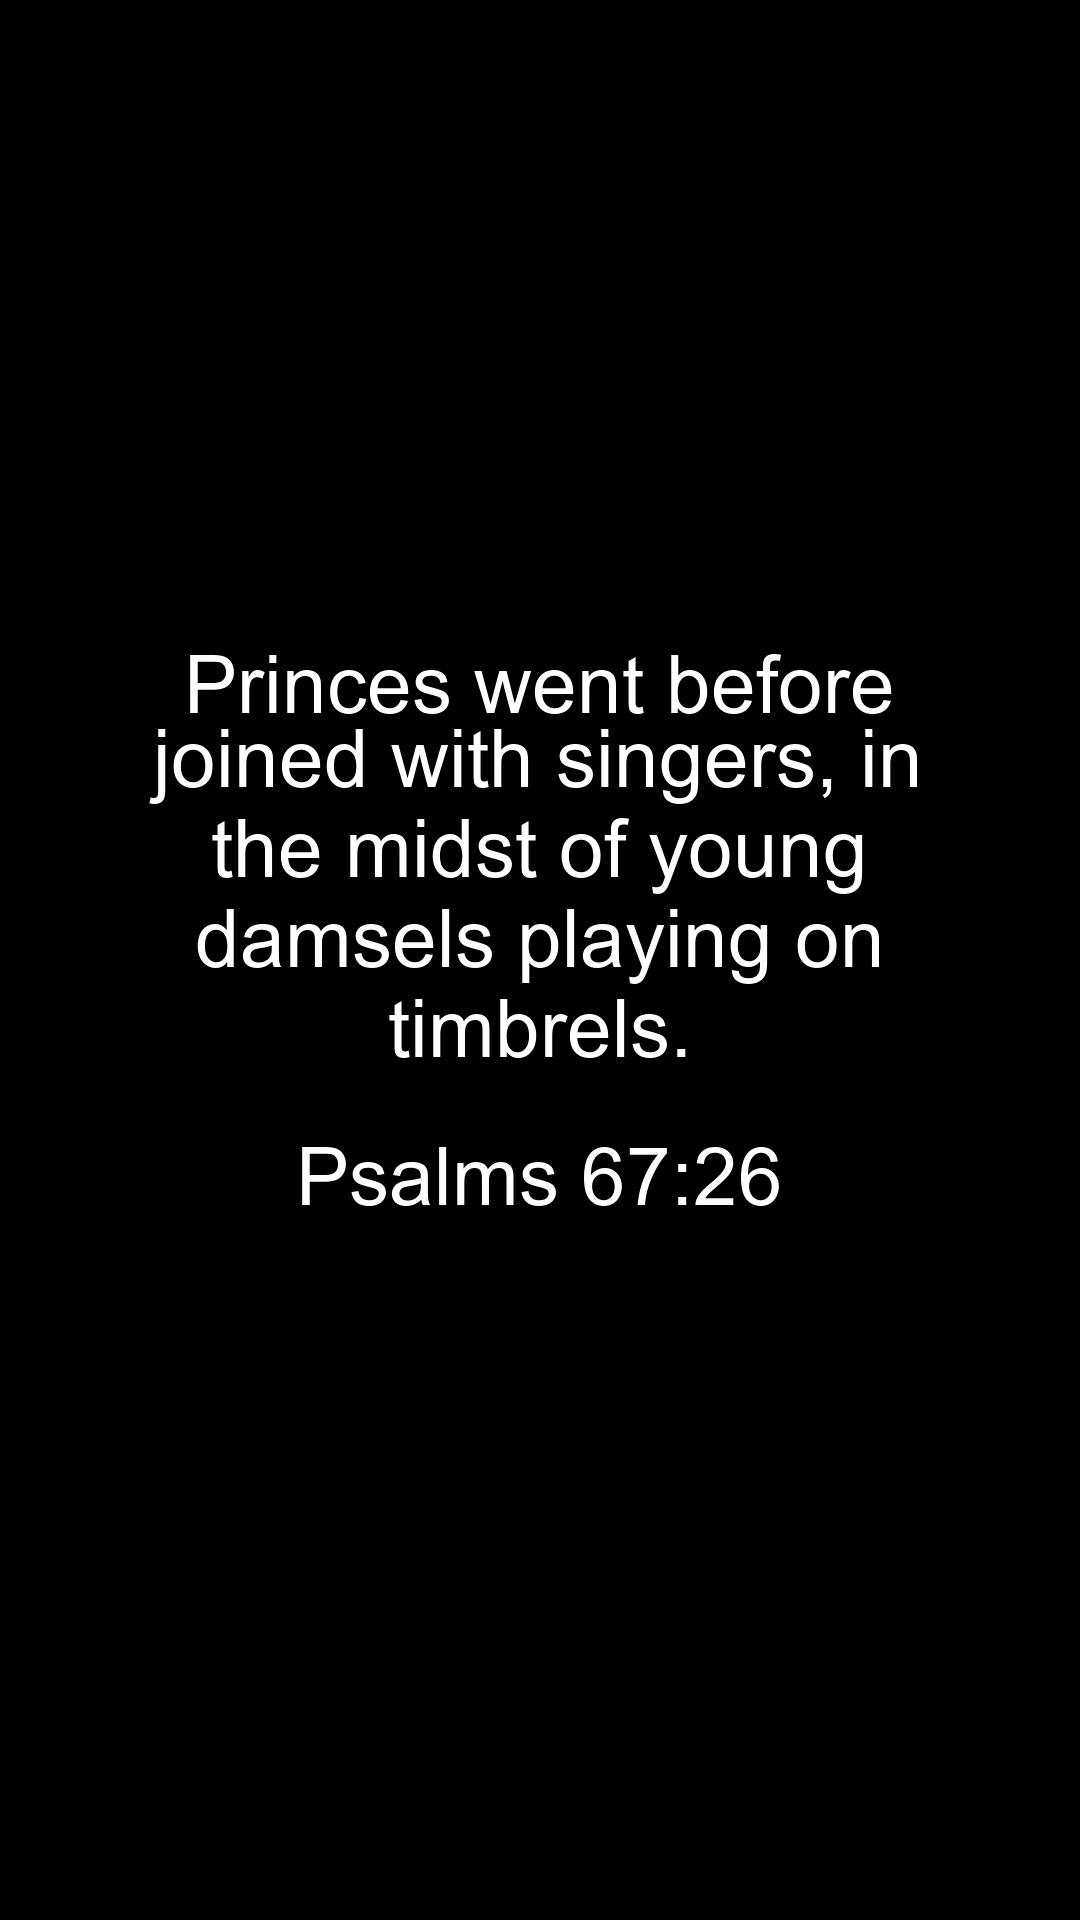 Princes went before
joined with singers, in
the midst of young
damsels playing on
timbrels.
Psalms 67:26